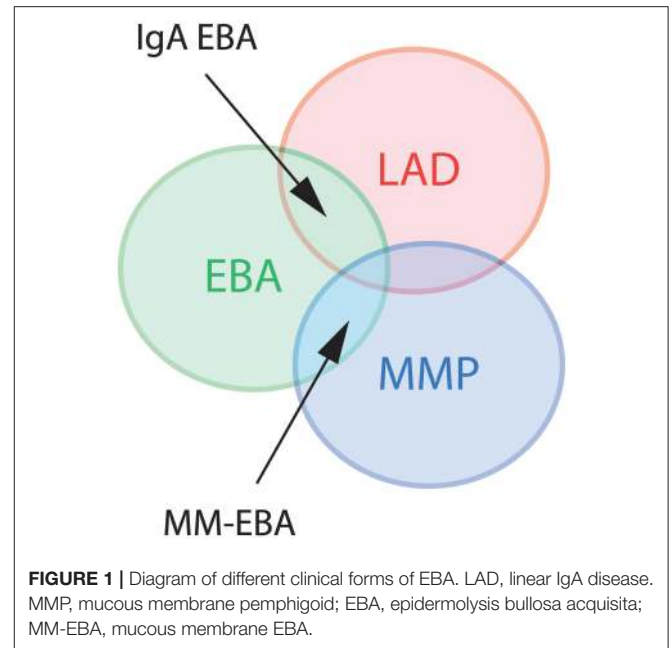 IgA EBA
LAD
EBA
MMP
MM-EBA
FIGURE 1 | Diagram of different clinical forms of EBA. LAD, linear IgA disease.
MMP, mucous membrane pemphigoid; EBA, epidermolysis bullosa acquisita;
MM-EBA, mucous membrane EBA.